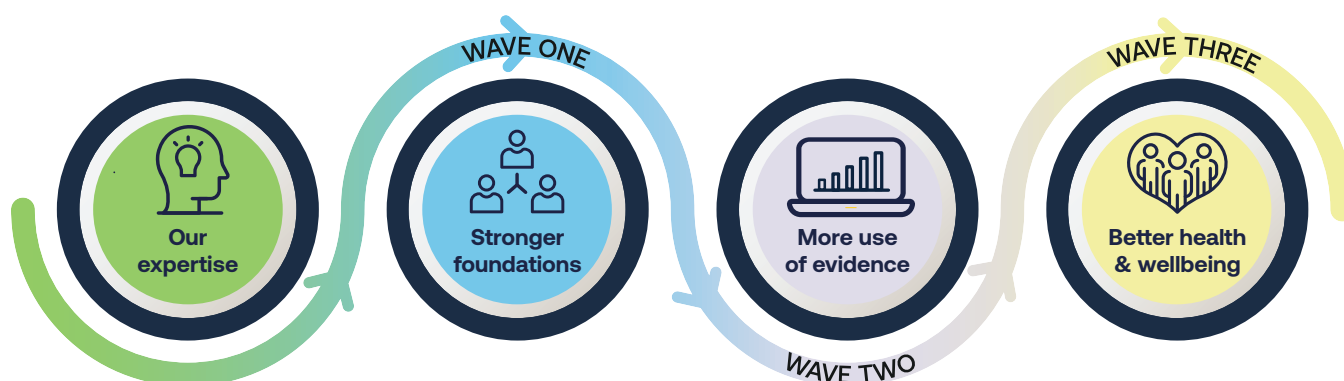 Our
expertise
WAVE ONE
Stronger
foundations
More use
of evidence
WAVE TWO
WAVE THREE
Better health
& wellbeing